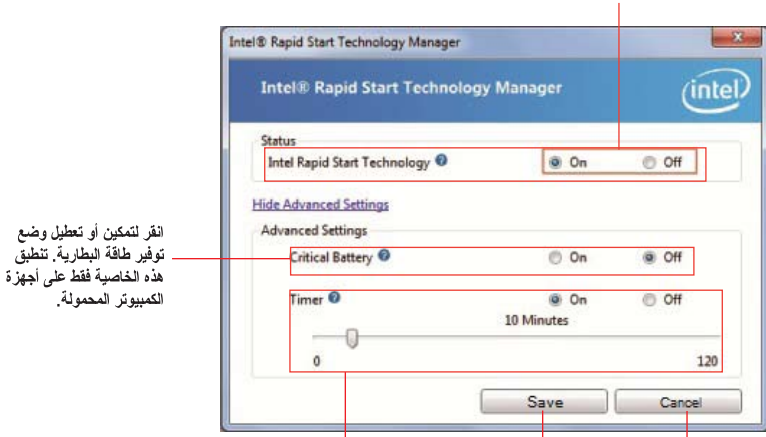 Intel® Rapid Start Technology Manager
Intel® Rapid Start Technology Manager
intel
Status
Intel Rapid Start Technology
On
Off
Hide Advanced Settings
Advanced Settings
Critical Battery
On
Off
Timer
On
Off
10 Minutes
0
120
Save
Cancel
انقر لتمكين أو تعطيل وضع
توفير طاقة البطارية. تنطبق
هذه الخاصية فقط على أجهزة
الكمبيوتر المحمولة.